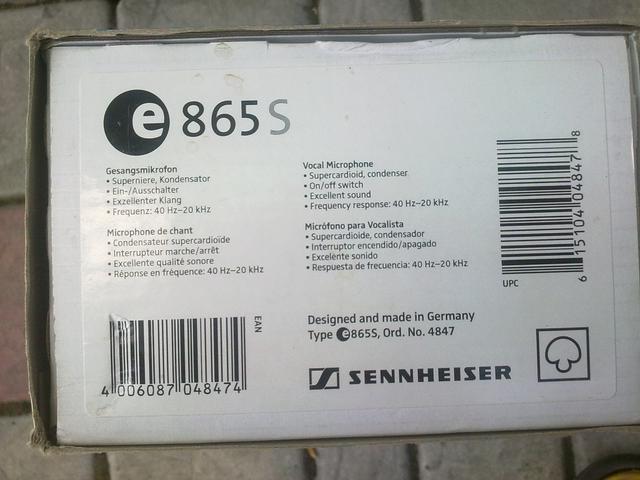 e 865 S
Gesangsmikrofon
• Superniere, Kondensator
• Ein-/Ausschalter
• Exzellenter Klang
• Frequenz: 40 Hz–20 kHz
Microphone de chant
• Condensateur supercardioïde
• Interrupteur marche/arrêt
• Excellente qualité sonore
• Réponse en fréquence: 40 Hz–20 kHz
Vocal Microphone
• Supercardioid, condenser
• On/off switch
• Excellent sound
• Frequency response: 40 Hz–20 kHz
Micrófono para Vocalista
• Supercardioide, condensador
• Interruptor encendido/apagado
• Excelente sonido
• Respuesta de frecuencia: 40 Hz–20 kHz
6 15104 04847 8
UPC
EAN
4 006087 048474
Designed and made in Germany
Type e865S, Ord. No. 4847
SENNHEISER